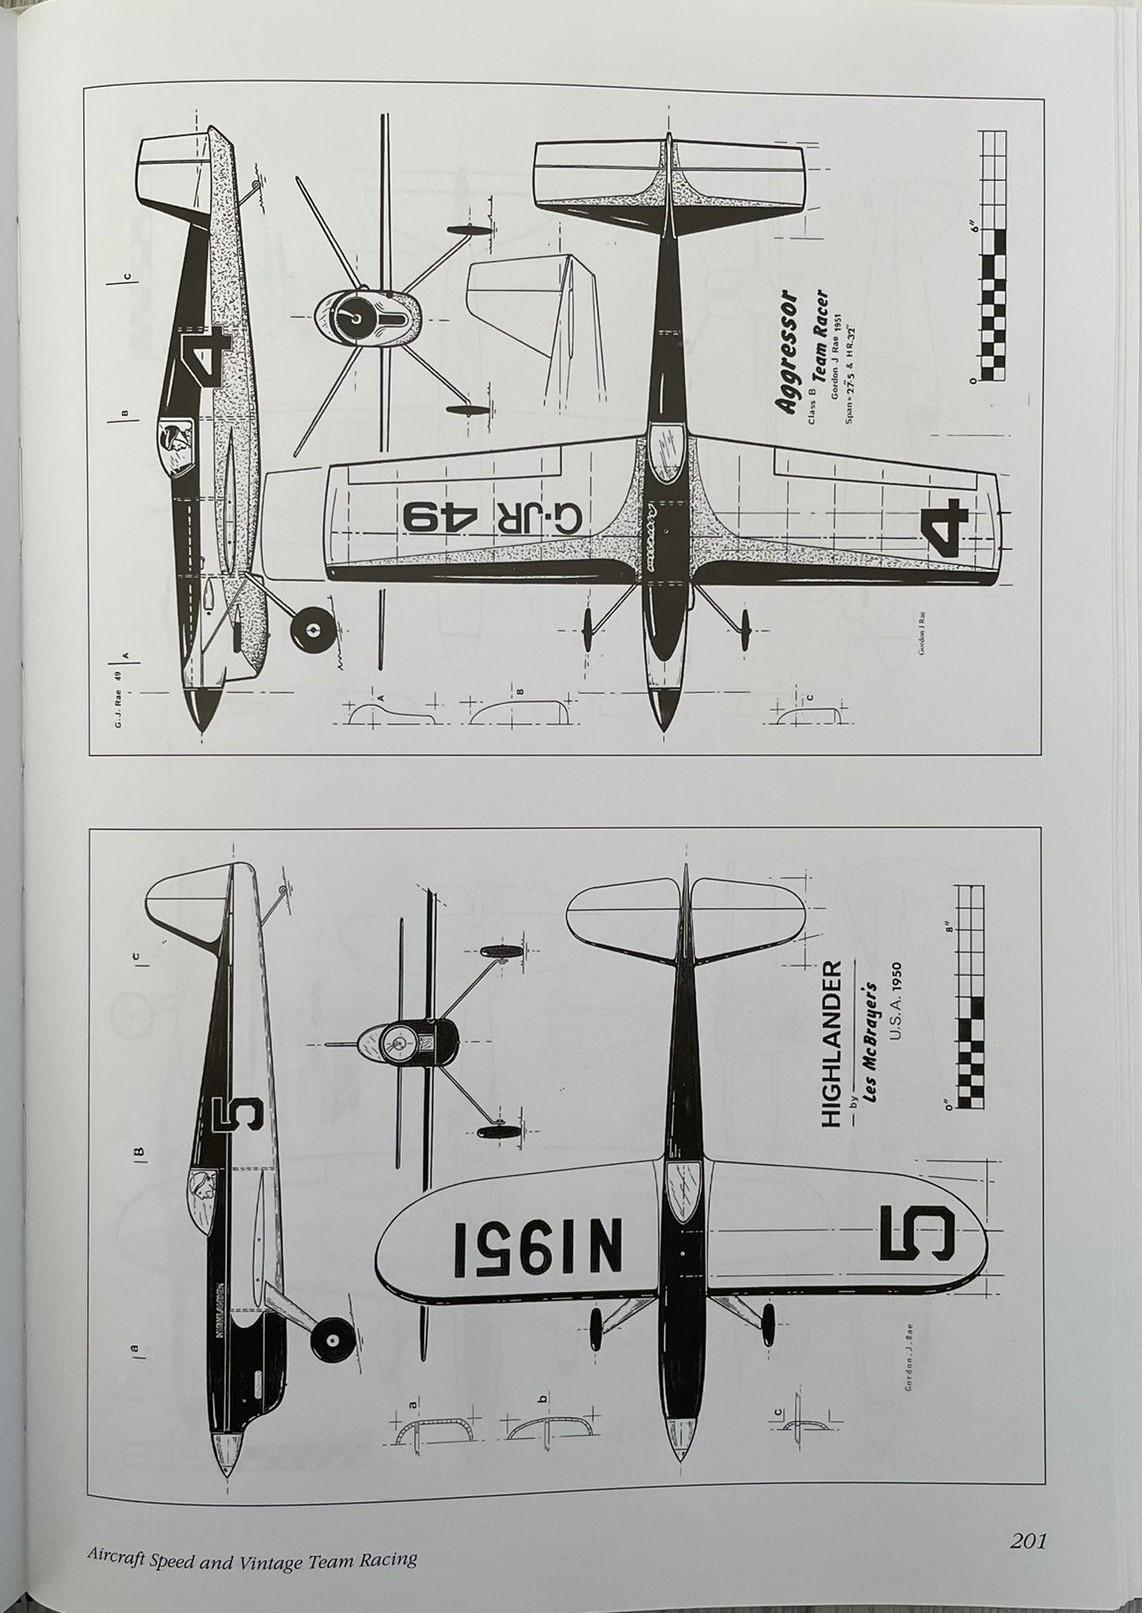 G.J. Rae 49
A
B
C
4
G·JR 49
4
A
B
C
Aggressor
Class B Team Racer
Gordon J Rae 1951
Span = 27·5 & HR. 32"
0
6"
Gordon J Rae
a
B
C
5
HIGHLANDER
N1951
5
a
b
c
HIGHLANDER
by
Les McBrayer's
U.S.A. 1950
0"
8"
Gordon.J.Rae
Aircraft Speed and Vintage Team Racing
201